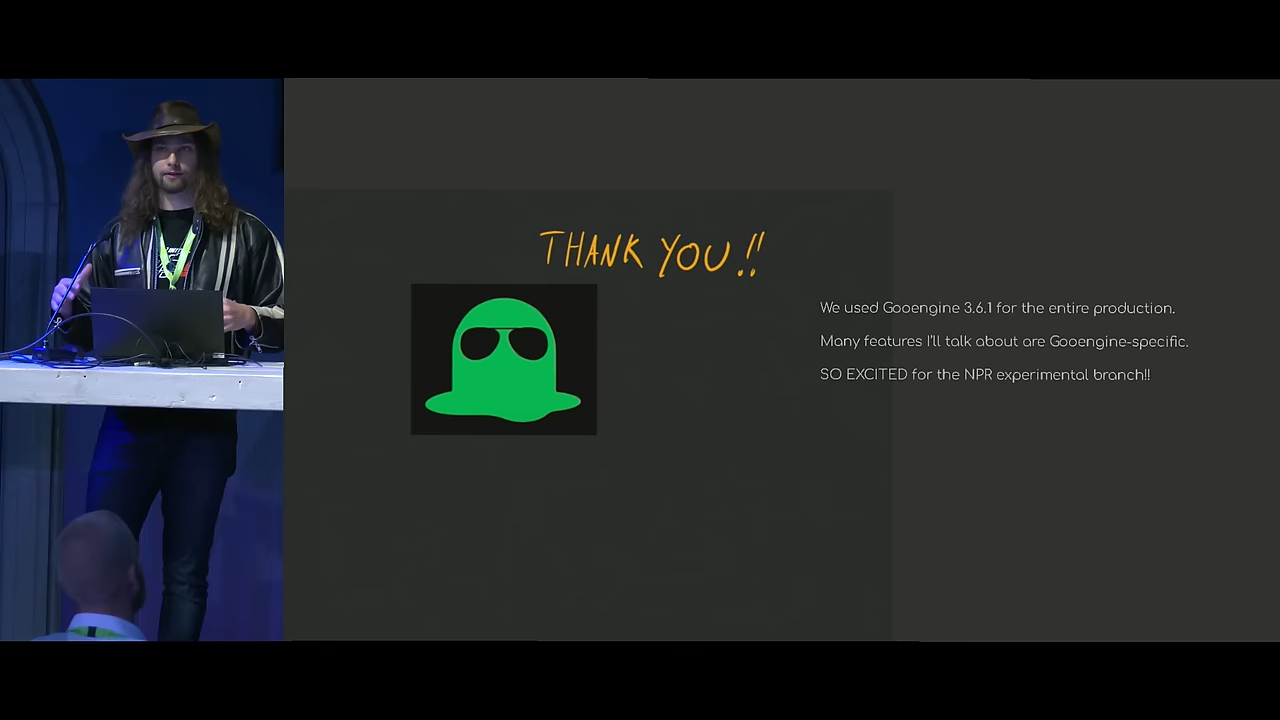 THANK YOU!!
We used Gooengine 3.6.1 for the entire production.
Many features I'll talk about are Gooengine-specific.
SO EXCITED for the NPR experimental branch!!